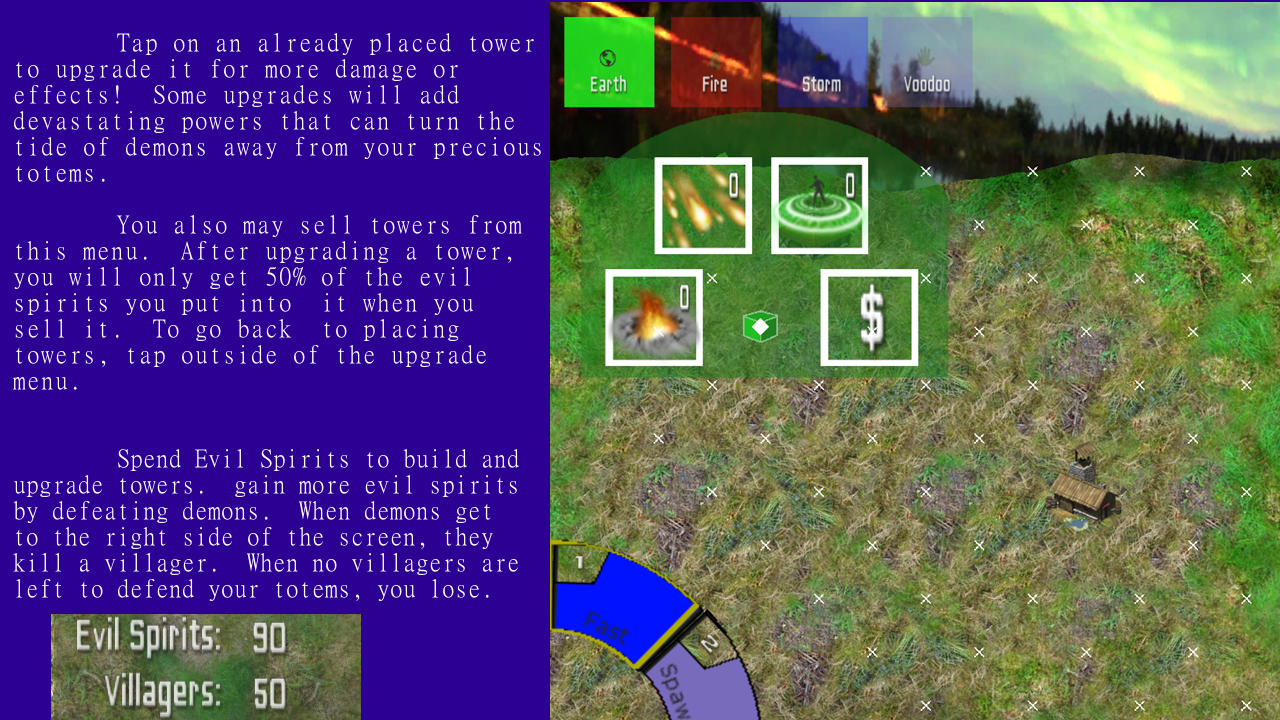 Tap on an already placed tower
to upgrade it for more damage or
effects!  Some upgrades will add
devastating powers that can turn the
tide of demons away from your precious
totems.
You also may sell towers from
this menu.  After upgrading a tower,
you will only get 50% of the evil
spirits you put into  it when you
sell it.  To go back  to placing
towers, tap outside of the upgrade
menu.
Spend Evil Spirits to build and
upgrade towers.  gain more evil spirits
by defeating demons.  When demons get
to the right side of the screen, they
kill a villager.  When no villagers are
left to defend your totems, you lose.
Evil Spirits: 90
Villagers: 50
Earth Fire Storm Voodoo
0 0
0 $
1
Fast
2
Spaw